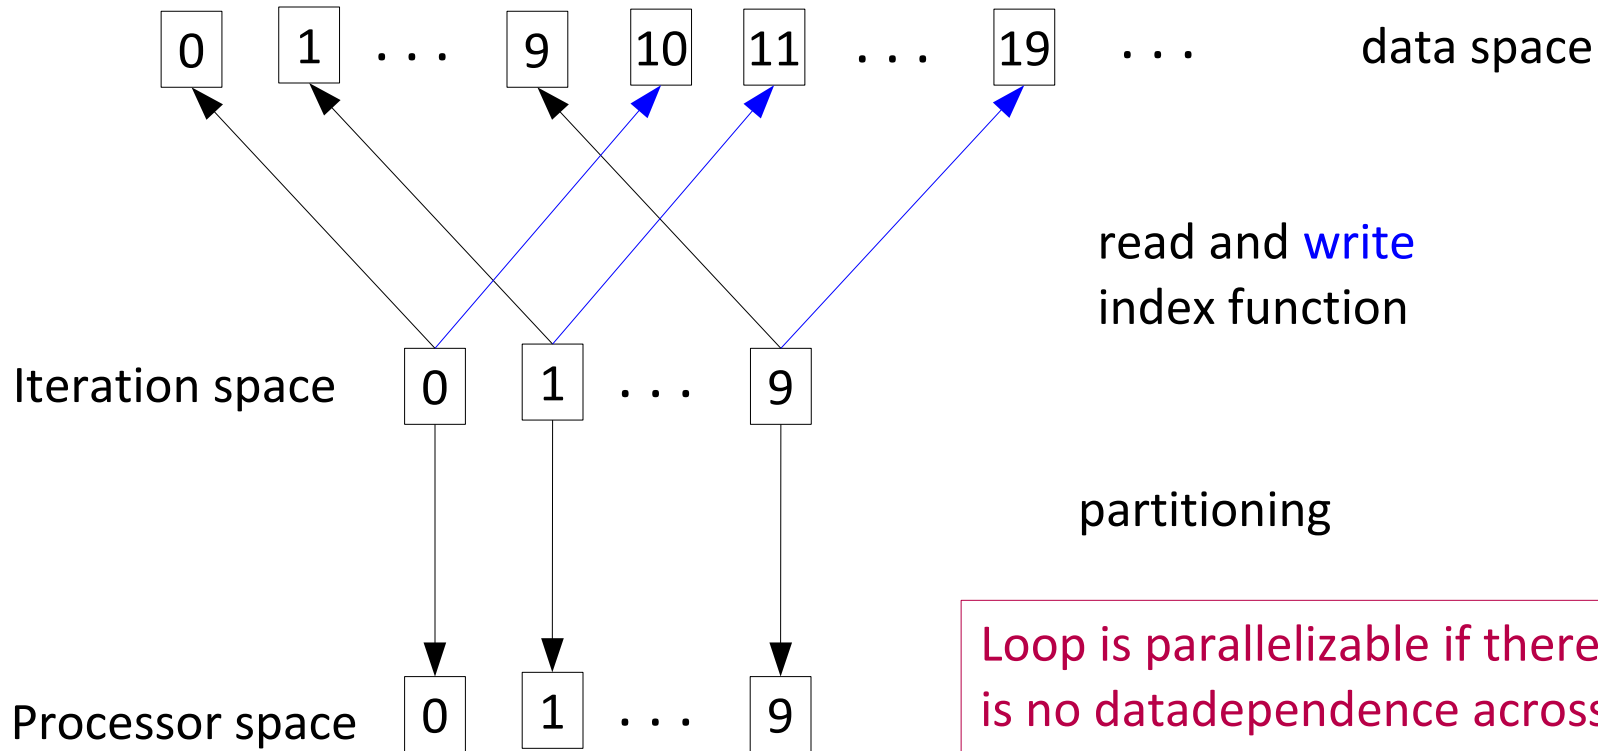 0 1 . . . 9 10 11 . . . 19 . . . data space
read and write
index function
Iteration space 0 1 . . . 9
partitioning
Loop is parallelizable if there
is no datadependence across
Processor space 0 1 . . . 9